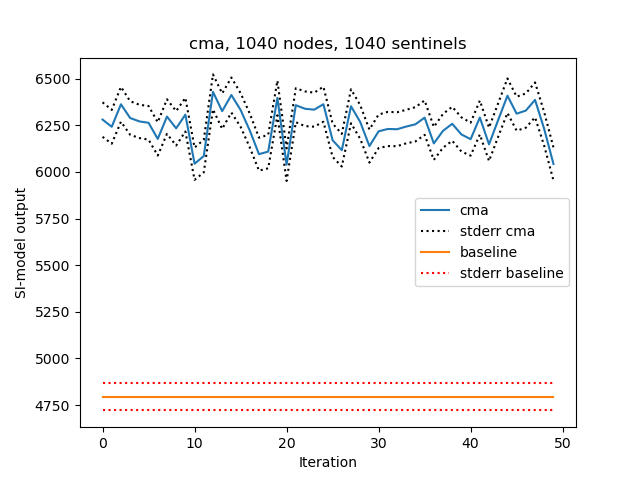 cma, 1040 nodes, 1040 sentinels
SI-model output
6500
6250
6000
5750
5500
5250
5000
4750
cma
stderr cma
baseline
stderr baseline
0
10
20
30
40
50
Iteration